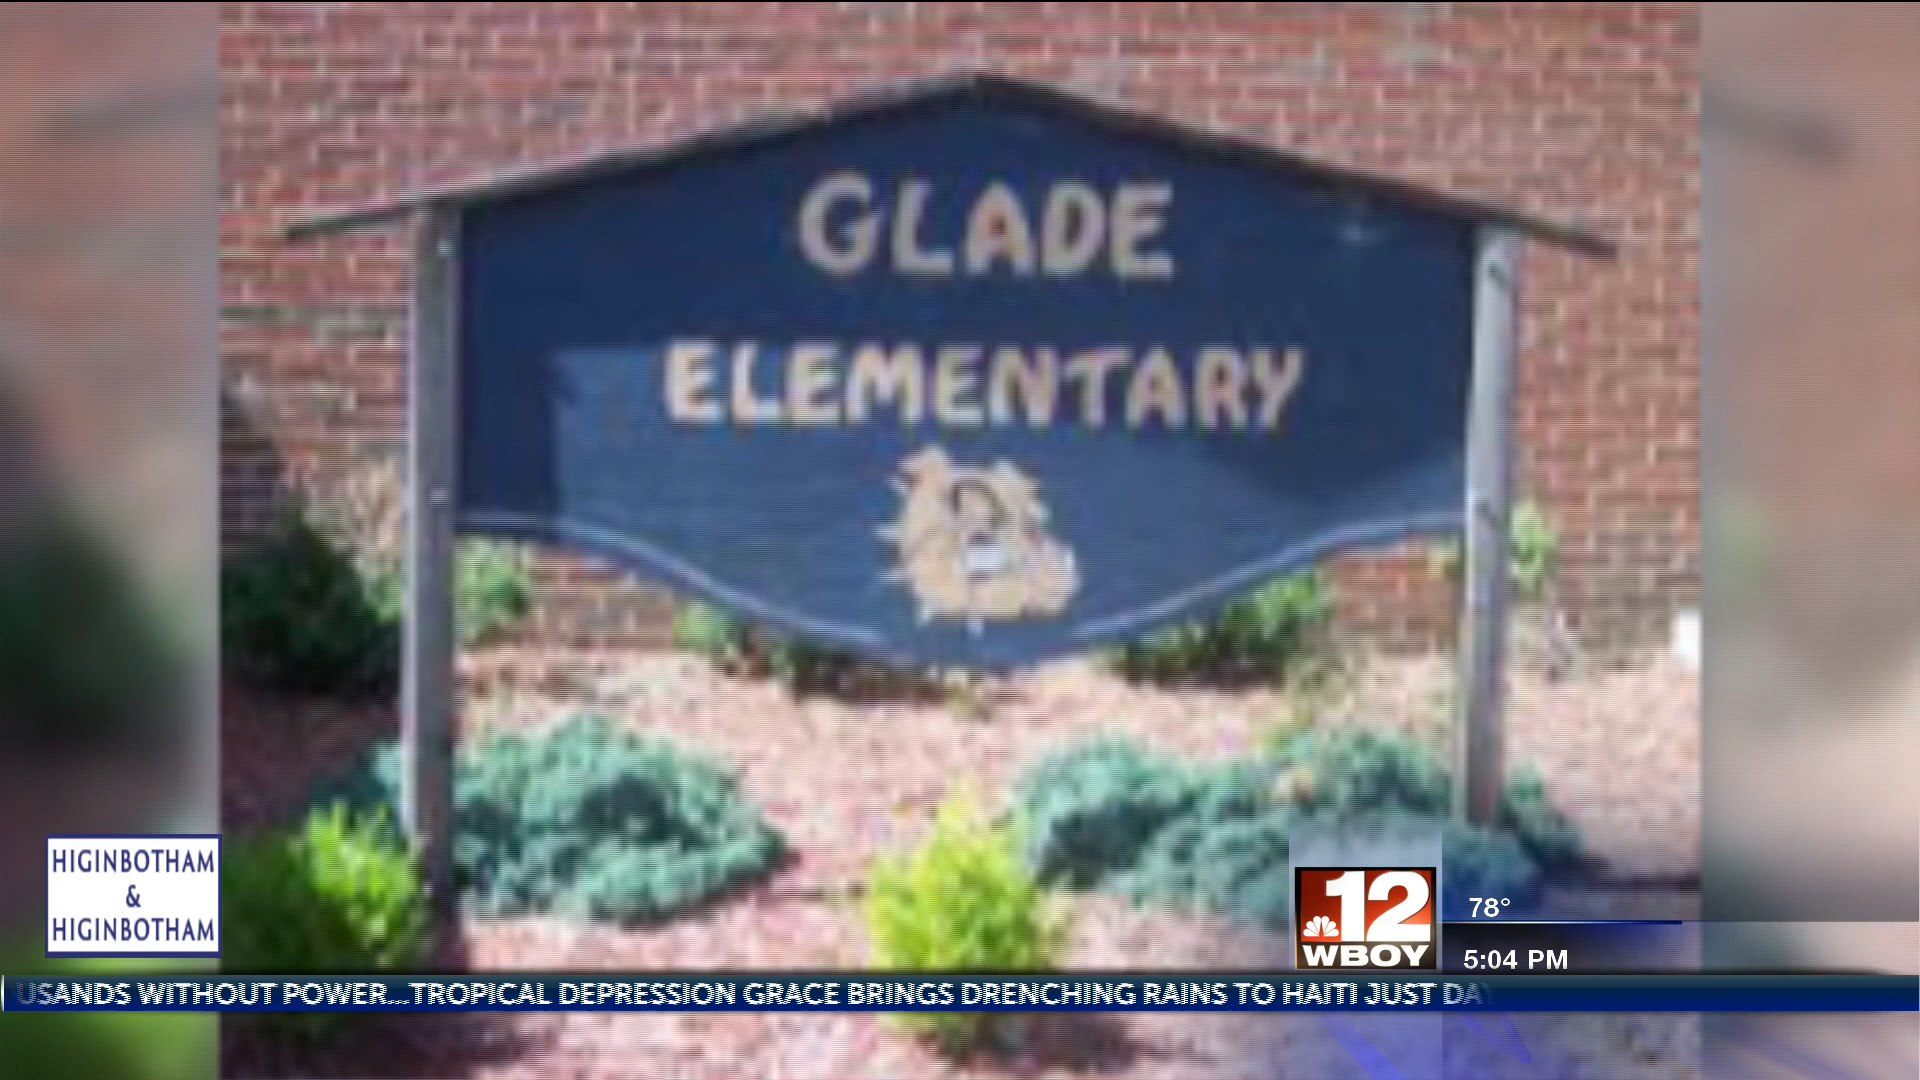 GLADE
ELEMENTARY
HIGINBOTHAM
&
HIGINBOTHAM
12
WBOY
78°
5:04 PM
USANDS WITHOUT POWER...TROPICAL DEPRESSION GRACE BRINGS DRENCHING RAINS TO HAITI JUST DAY